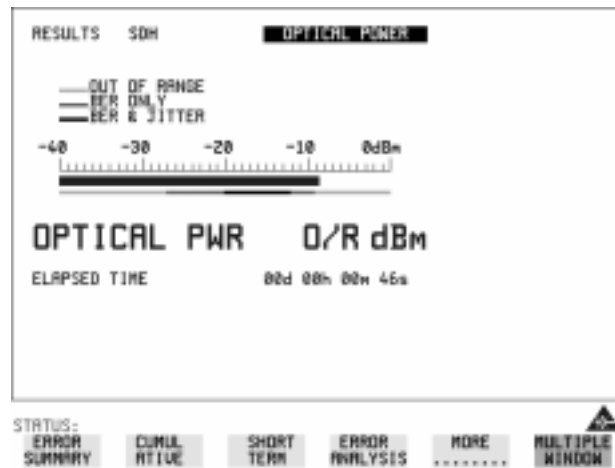 RESULTS SDH OPTICAL POWER
OUT OF RANGE
BER ONLY
BER & JITTER
-40 -30 -20 -10 0dBm
OPTICAL PWR O/R dBm
ELAPSED TIME 00d 00h 00m 46s
STATUS:
ERROR SUMMARY CUMUL ATIVE SHORT TERM ERROR ANALYSIS MORE ........ MULTIPLE WINDOW